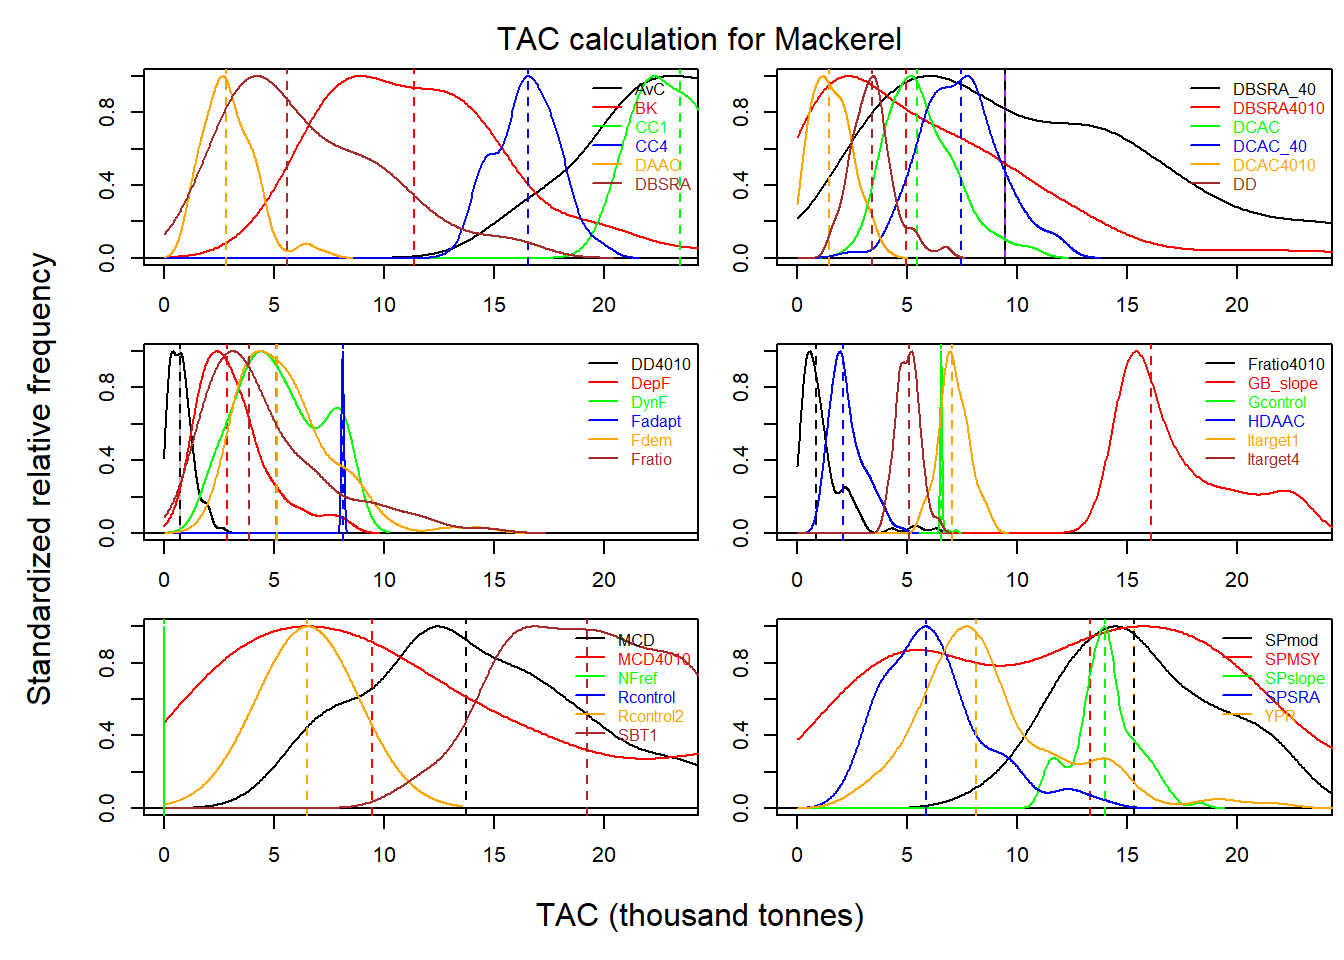 TAC calculation for Mackerel
Standardized relative frequency
0.0 0.4 0.8
AvC
BK
CC1
CC4
DAAC
DBSRA
0 5 10 15 20
0.0 0.4 0.8
DBSRA_40
DBSRA4010
DCAC
DCAC_40
DCAC4010
DD
0 5 10 15 20
0.0 0.4 0.8
DD4010
DepF
DynF
Fadapt
Fdem
Fratio
0 5 10 15 20
0.0 0.4 0.8
Fratio4010
GB_slope
Gcontrol
HDAAC
Itarget1
Itarget4
0 5 10 15 20
0.0 0.4 0.8
MCD
MCD4010
NFref
Rcontrol
Rcontrol2
SBT1
0 5 10 15 20
0.0 0.4 0.8
SPmod
SPMSY
SPslope
SPSRA
YPR
0 5 10 15 20
TAC (thousand tonnes)